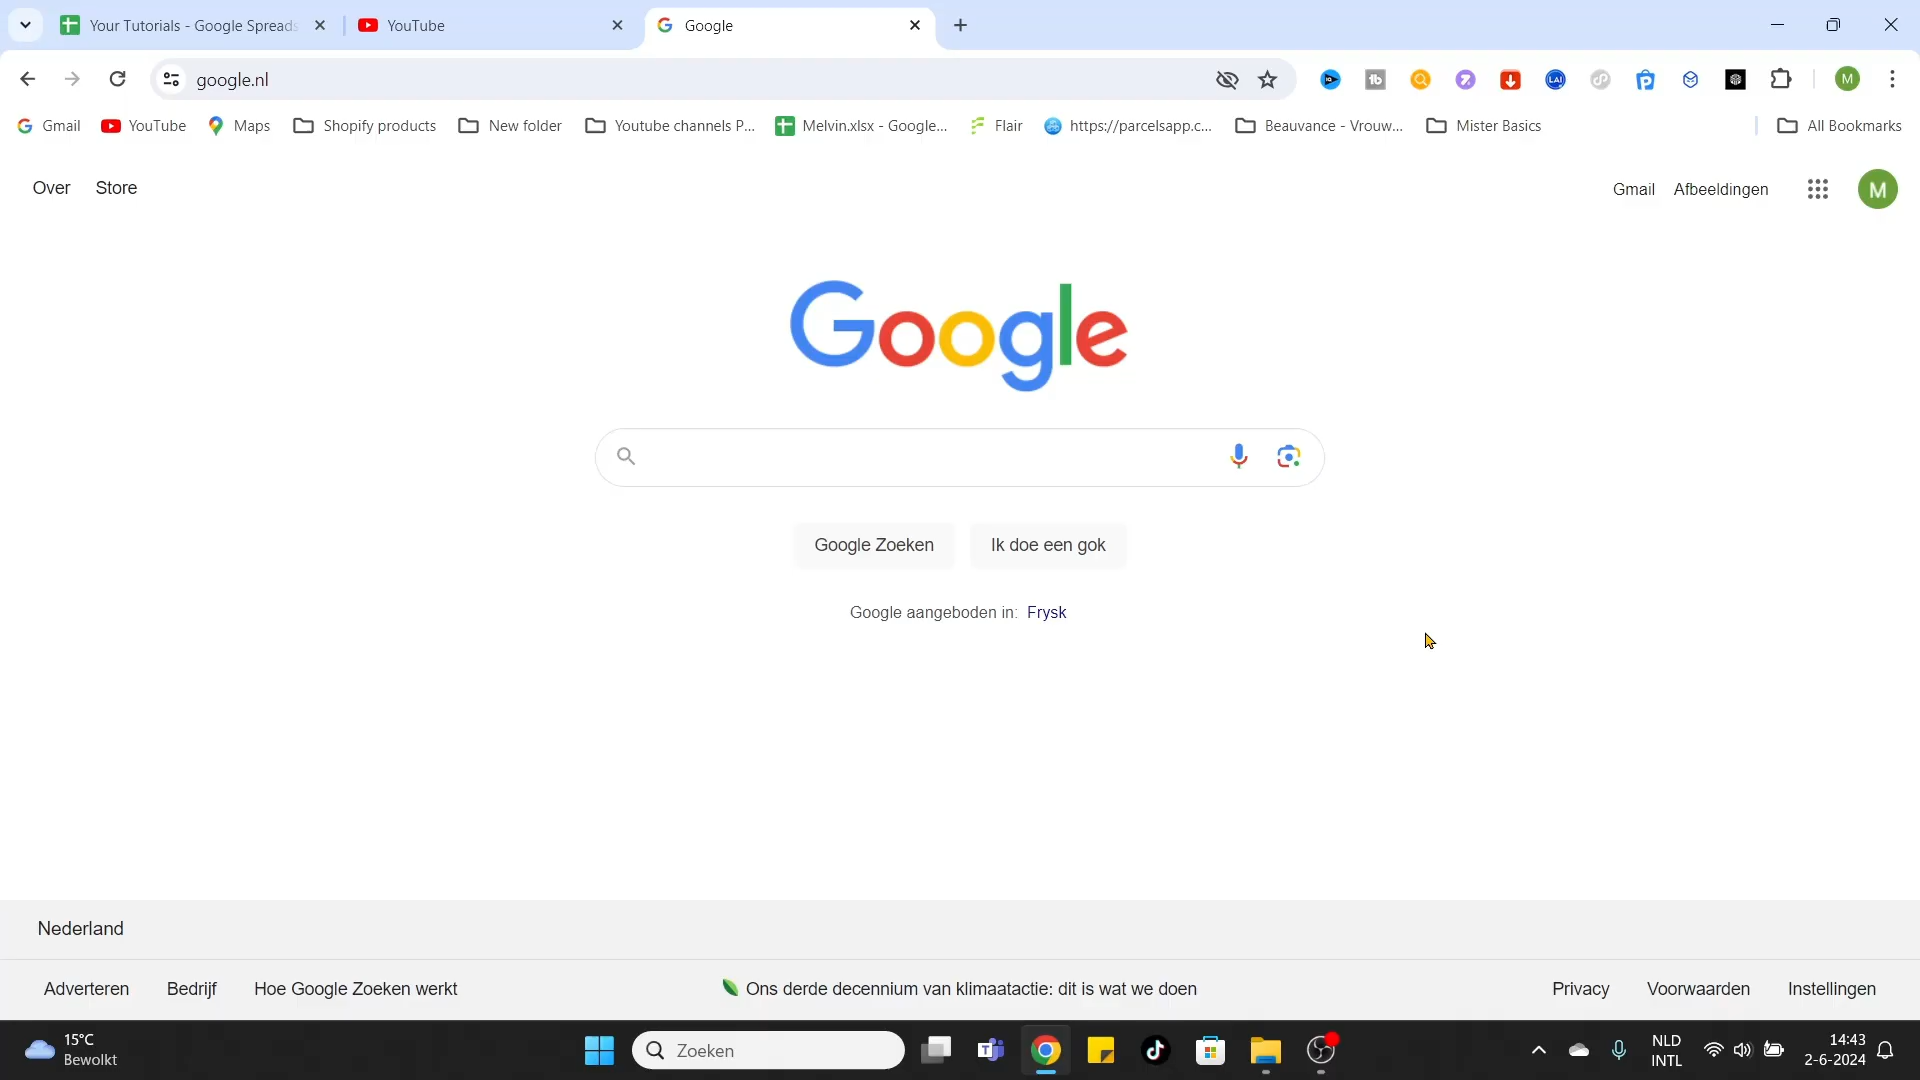 Your Tutorials - Google Spreads
YouTube
Google
google.nl
Gmail
YouTube
Maps
Shopify products
New folder
Youtube channels P...
Melvin.xlsx - Google...
Flair
https://parcelsapp.c...
Beauvance - Vrouw...
Mister Basics
All Bookmarks
Over
Store
Gmail
Afbeeldingen
M
Google
Google Zoeken
Ik doe een gok
Google aangeboden in: Frysk
Nederland
Adverteren
Bedrijf
Hoe Google Zoeken werkt
Ons derde decennium van klimaatactie: dit is wat we doen
Privacy
Voorwaarden
Instellingen
15°C
Bewolkt
Zoeken
NLD
INTL
14:43
2-6-2024